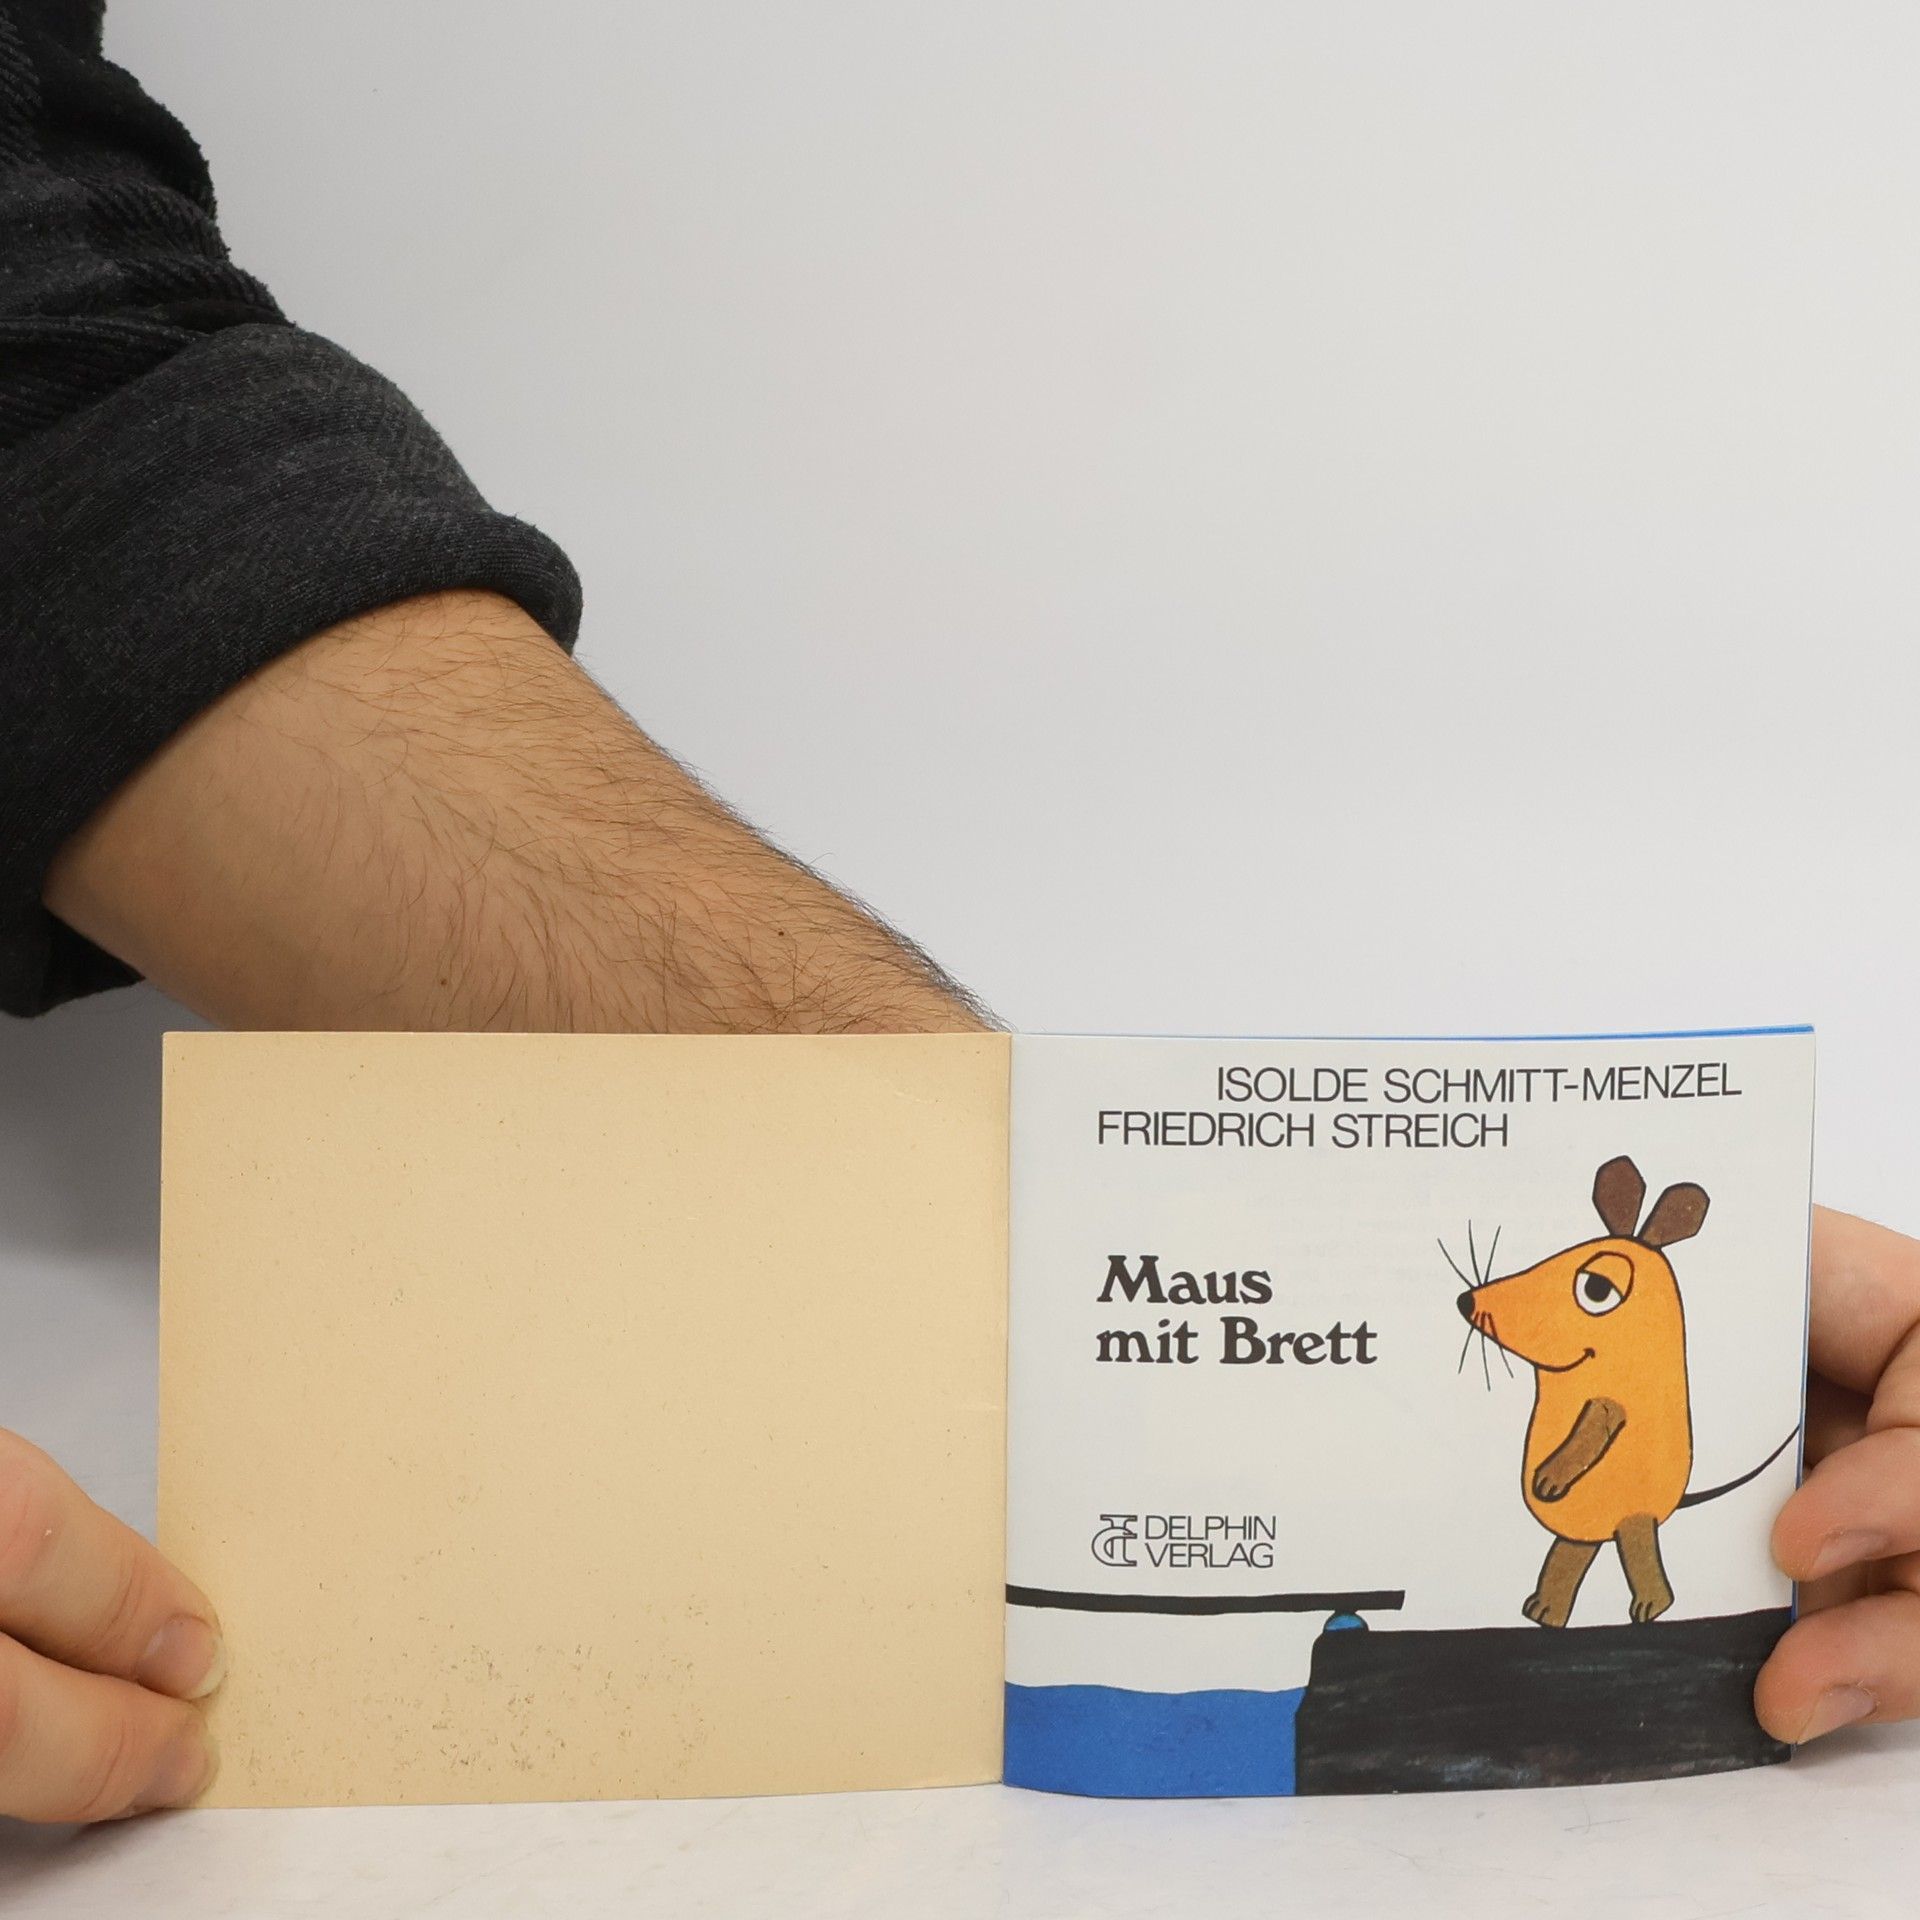 ISOLDE SCHMITT-MENZEL
FRIEDRICH STREICH
Maus
mit Brett
DELPHIN
VERLAG